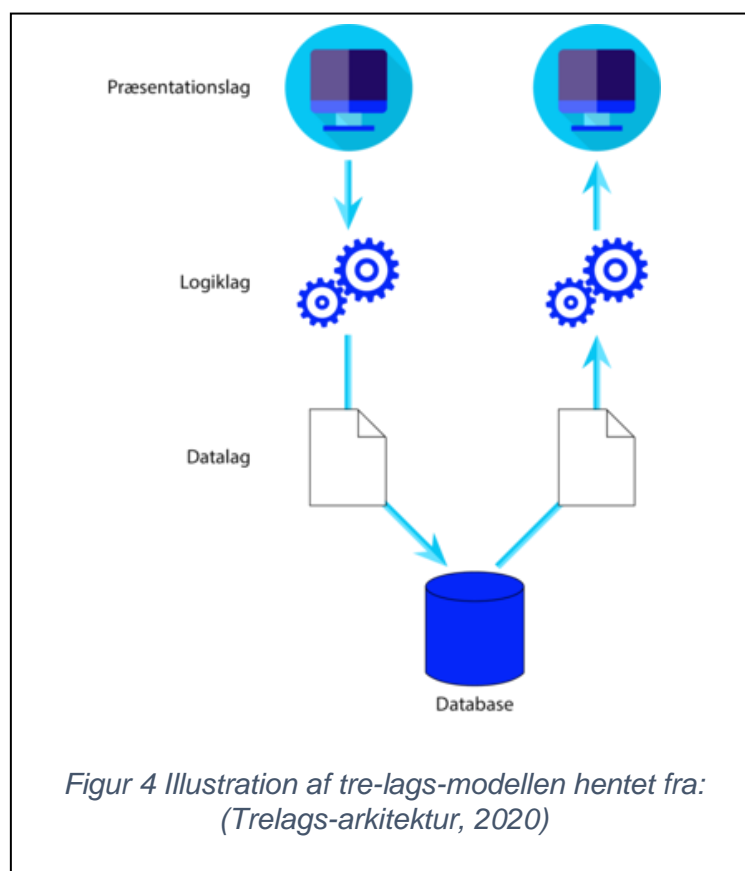 Præsentationslag
Logiklag
Datalag
Database
Figur 4 Illustration af tre-lags-modellen hentet fra:
(Trelags-arkitektur, 2020)